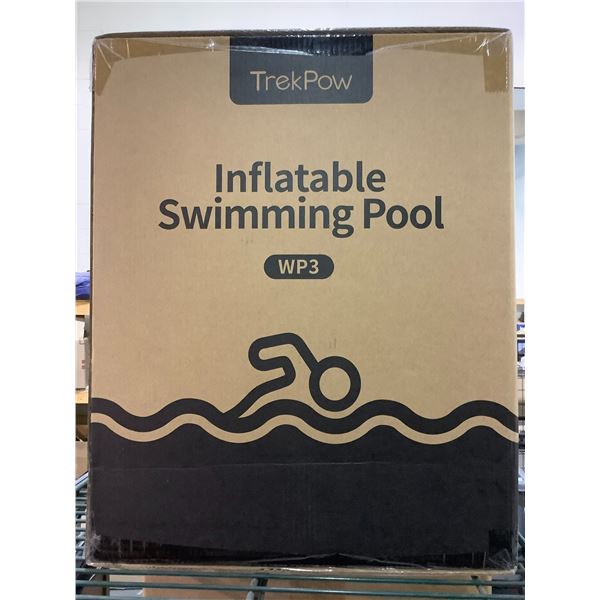 TrekPow
Inflatable
Swimming Pool
WP3